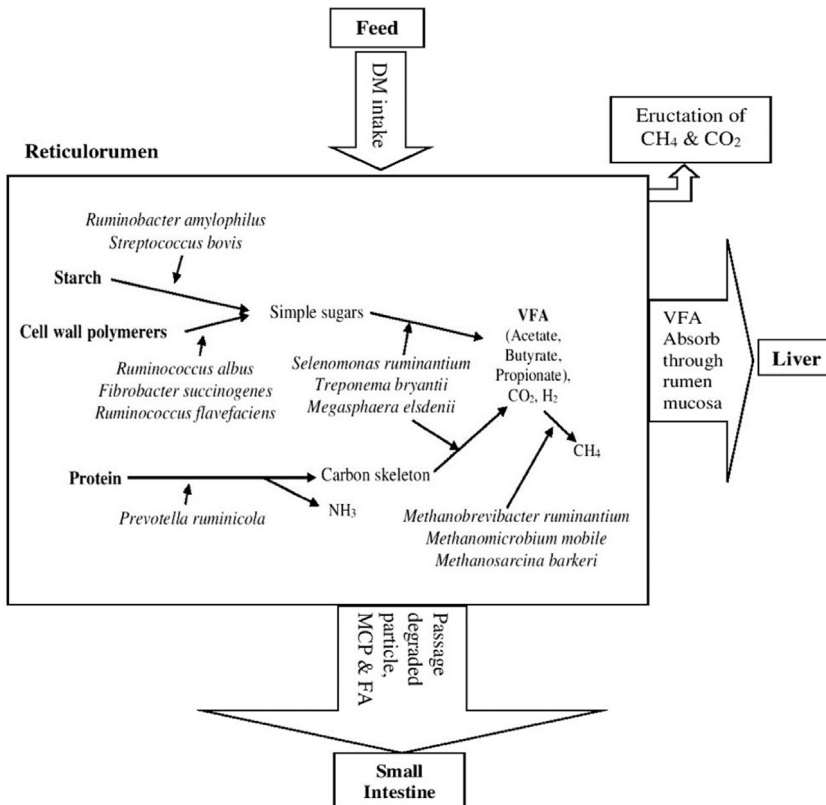 Feed
DM intake
Eructation of
CH₄ & CO₂
Reticulorumen
Ruminobacter amylophilus
Streptococcus bovis
Starch
Simple sugars
VFA
(Acetate,
Butyrate,
Propionate),
CO₂, H₂
Cell wall polymerers
Ruminococcus albus
Fibrobacter succinogenes
Ruminococcus flavefaciens
Selenomonas ruminantium
Treponema bryantii
Megasphaera elsdenii
CH₄
Protein
Carbon skeleton
NH₃
Prevotella ruminicola
Methanobrevibacter ruminantium
Methanomicrobium mobile
Methanosarcina barkeri
VFA
Absorb
through
rumen
mucosa
Liver
Passage
degraded
particle,
MCP & FA
Small
Intestine